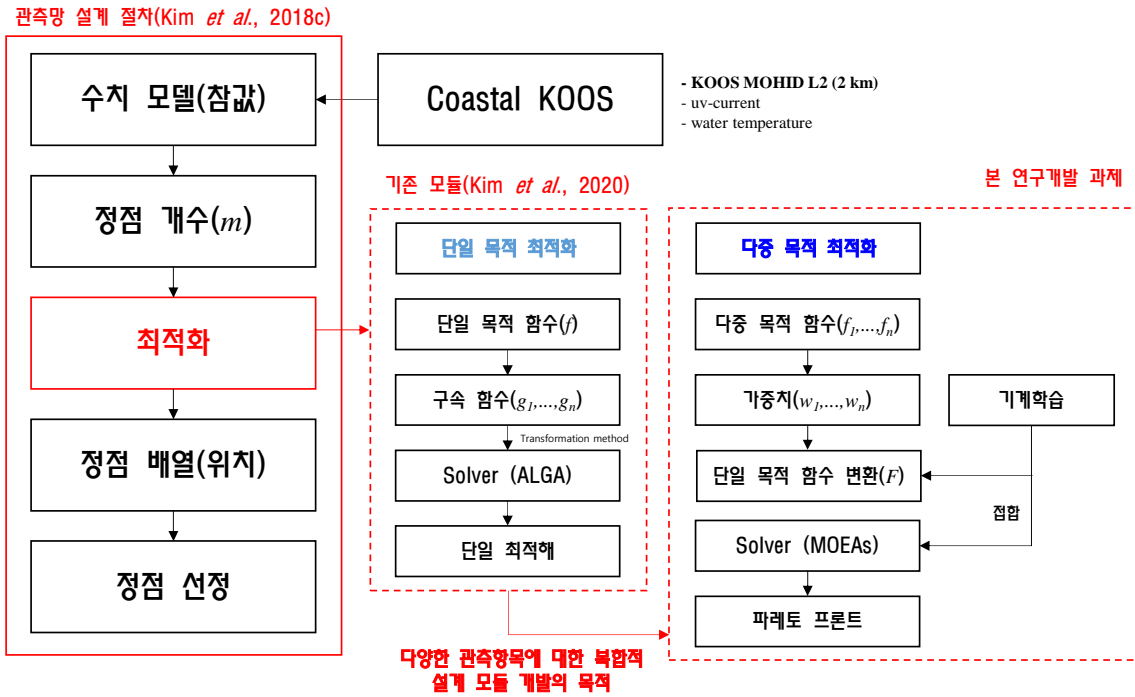 관측망 설계 절차(Kim et al., 2018c)
수치 모델(참값)
정점 개수(m)
최적화
정점 배열(위치)
정점 선정
Coastal KOOS
- KOOS MOHID L2 (2 km)
- uv-current
- water temperature
기존 모듈(Kim et al., 2020)
단일 목적 최적화
단일 목적 함수(f)
구속 함수(g1,...,gn)
Transformation method
Solver (ALGA)
단일 최적해
본 연구개발 과제
다중 목적 최적화
다중 목적 함수(f1,...,fn)
가중치(w1,...,wn)
기계학습
단일 목적 함수 변환(F)
접합
Solver (MOEAs)
파레토 프론트
다양한 관측항목에 대한 복합적
설계 모듈 개발의 목적